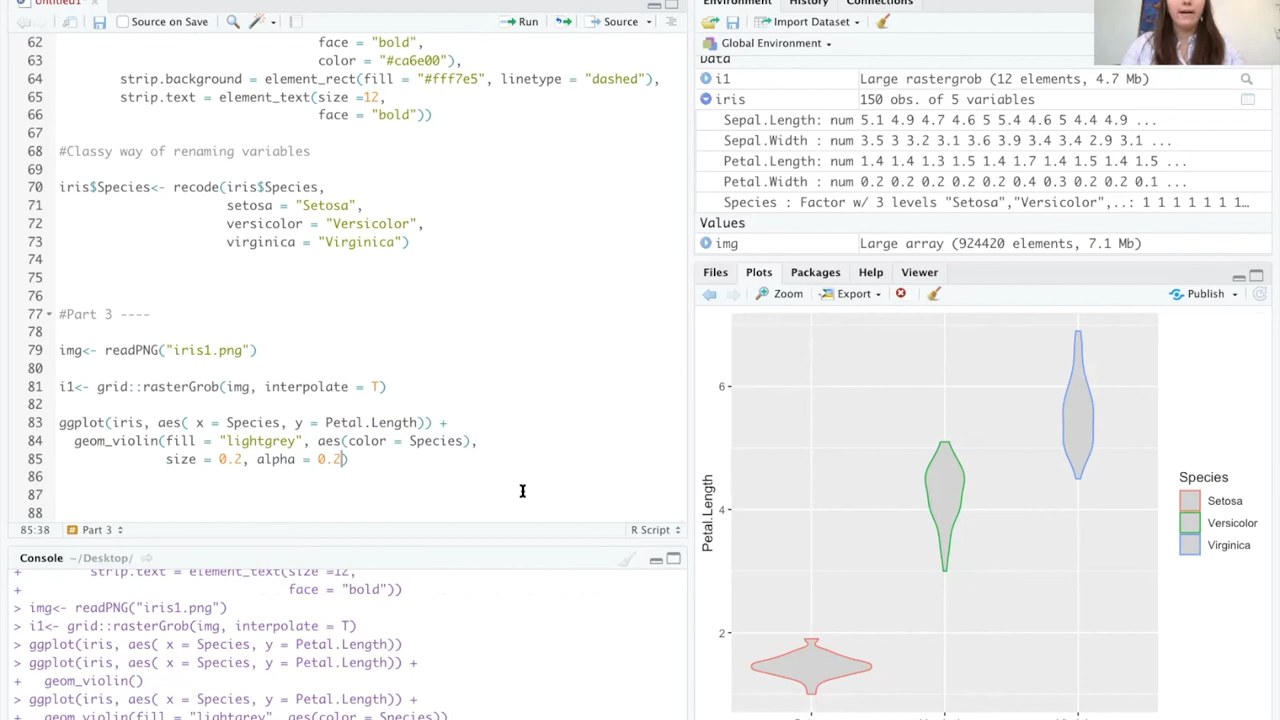 Untitled1*
Source on Save
Run
Source
62 face = "bold",
63 color = "#ca6e00"),
64 strip.background = element_rect(fill = "#fff7e5", linetype = "dashed"),
65 strip.text = element_text(size =12,
66 face = "bold"))
67
68 #Classy way of renaming variables
69
70 iris$Species<- recode(iris$Species,
71 setosa = "Setosa",
72 versicolor = "Versicolor",
73 virginica = "Virginica")
74
75
76
77 #Part 3 ----
78
79 img<- readPNG("iris1.png")
80
81 i1<- grid::rasterGrob(img, interpolate = T)
82
83 ggplot(iris, aes( x = Species, y = Petal.Length)) +
84 geom_violin(fill = "lightgrey", aes(color = Species),
85 size = 0.2, alpha = 0.2)
86
87
88
85:38 Part 3 R Script
Console ~/Desktop/
+ strip.text = element_text(size =12,
+ face = "bold"))
> img<- readPNG("iris1.png")
> i1<- grid::rasterGrob(img, interpolate = T)
> ggplot(iris, aes( x = Species, y = Petal.Length))
> ggplot(iris, aes( x = Species, y = Petal.Length)) +
+ geom_violin()
> ggplot(iris, aes( x = Species, y = Petal.Length)) +
+ geom_violin(fill = "lightgrey", aes(color = Species))
Environment History Connections
Import Dataset
Global Environment
Data
i1 Large rastergrob (12 elements, 4.7 Mb)
iris 150 obs. of 5 variables
Sepal.Length: num 5.1 4.9 4.7 4.6 5 5.4 4.6 5 4.4 4.9 ...
Sepal.Width : num 3.5 3 3.2 3.1 3.6 3.9 3.4 3.4 2.9 3.1 ...
Petal.Length: num 1.4 1.4 1.3 1.5 1.4 1.7 1.4 1.5 1.4 1.5 ...
Petal.Width : num 0.2 0.2 0.2 0.2 0.2 0.4 0.3 0.2 0.2 0.1 ...
Species : Factor w/ 3 levels "Setosa","Versicolor",..: 1 1 1 1 1 1 1…
Values
img Large array (924420 elements, 7.1 Mb)
Files Plots Packages Help Viewer
Zoom Export Publish
6
4
2
Petal.Length
Species
Setosa
Versicolor
Virginica